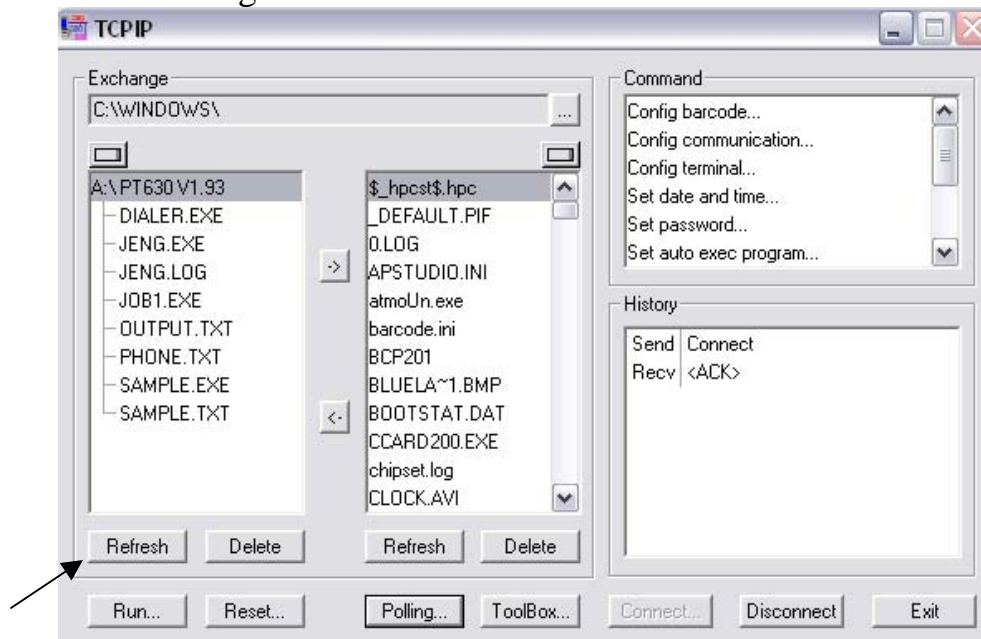 TCPIP
Exchange
C:\WINDOWS\
...
A:\ PT630 V1.93
DIALER.EXE
JENG.EXE
JENG.LOG
JOB1.EXE
OUTPUT.TXT
PHONE.TXT
SAMPLE.EXE
SAMPLE.TXT
->
<-
$_hpcst$.hpc
_DEFAULT.PIF
0.LOG
APSTUDIO.INI
atmoUn.exe
barcode.ini
BCP201
BLUELA~1.BMP
BOOTSTAT.DAT
CCARD200.EXE
chipset.log
CLOCK.AVI
Refresh Delete
Refresh Delete
Command
Config barcode...
Config communication...
Config terminal...
Set date and time...
Set password...
Set auto exec program...
History
Send Connect
Recv <ACK>
Run... Reset... Polling... ToolBox... Connect... Disconnect Exit